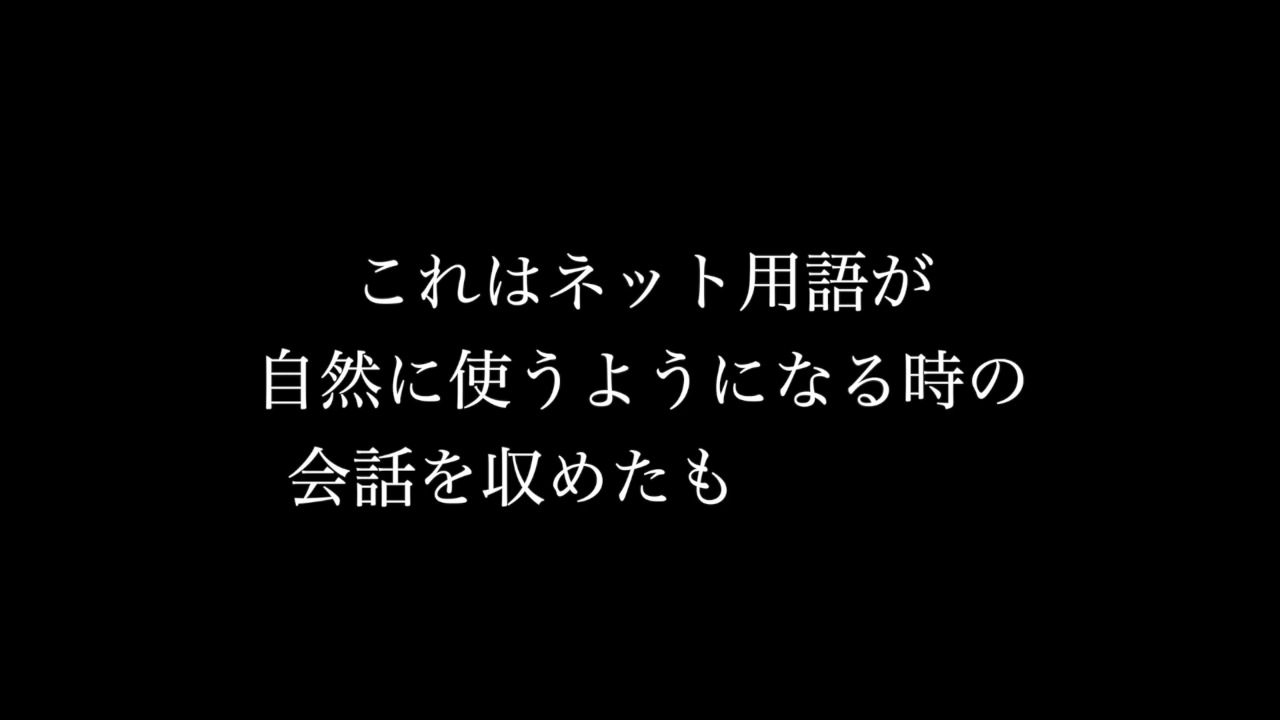 これはネット用語が
自然に使うようになる時の
会話を収めたも